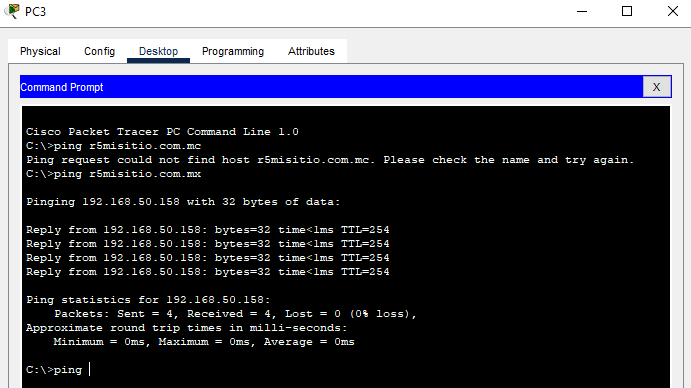 PC3
Physical Config Desktop Programming Attributes
Command Prompt
X
Cisco Packet Tracer PC Command Line 1.0
C:\>ping r5misitio.com.mc
Ping request could not find host r5misitio.com.mc. Please check the name and try again.
C:\>ping r5misitio.com.mx
Pinging 192.168.50.158 with 32 bytes of data:
Reply from 192.168.50.158: bytes=32 time<1ms TTL=254
Reply from 192.168.50.158: bytes=32 time<1ms TTL=254
Reply from 192.168.50.158: bytes=32 time<1ms TTL=254
Reply from 192.168.50.158: bytes=32 time<1ms TTL=254
Ping statistics for 192.168.50.158:
    Packets: Sent = 4, Received = 4, Lost = 0 (0% loss),
Approximate round trip times in milli-seconds:
    Minimum = 0ms, Maximum = 0ms, Average = 0ms
C:\>ping